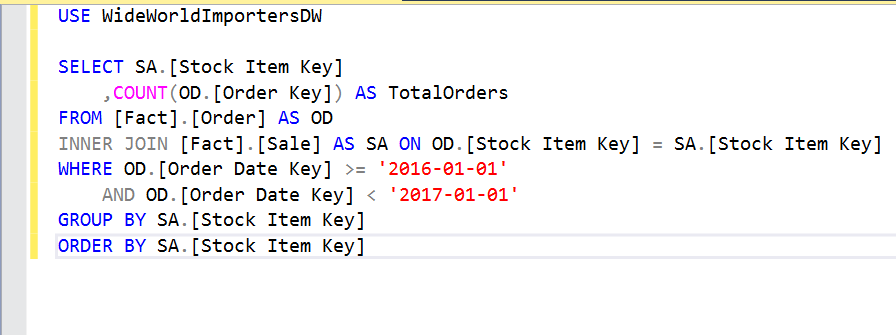 USE WideWorldImportersDW
SELECT SA.[Stock Item Key]
,COUNT(OD.[Order Key]) AS TotalOrders
FROM [Fact].[Order] AS OD
INNER JOIN [Fact].[Sale] AS SA ON OD.[Stock Item Key] = SA.[Stock Item Key]
WHERE OD.[Order Date Key] >= '2016-01-01'
AND OD.[Order Date Key] < '2017-01-01'
GROUP BY SA.[Stock Item Key]
ORDER BY SA.[Stock Item Key]